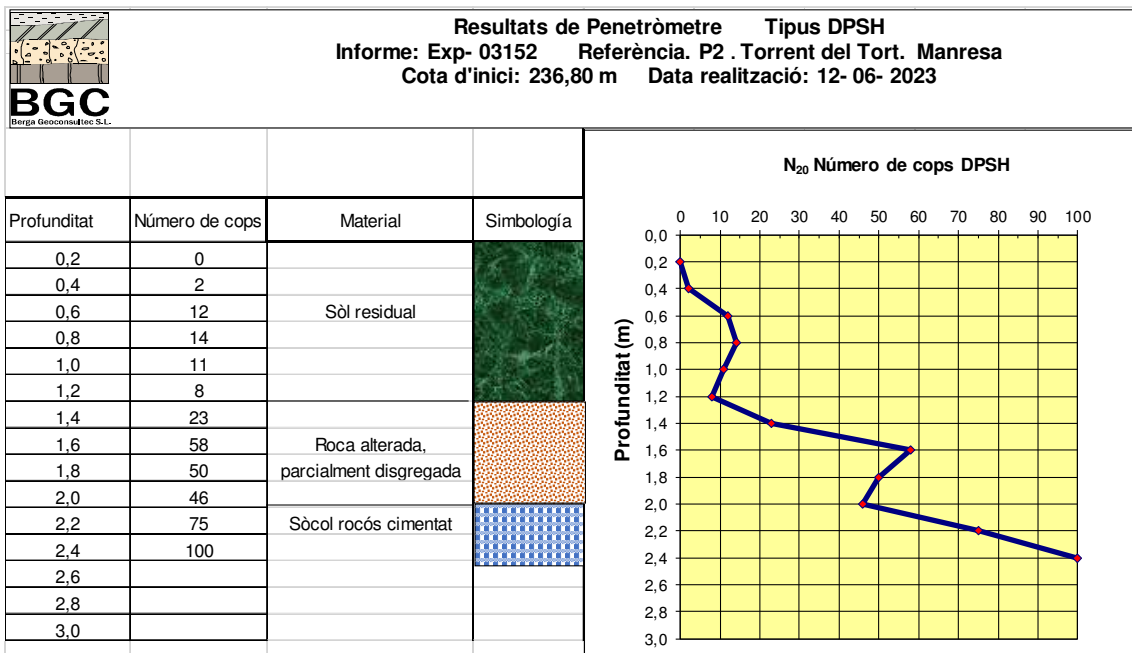 Resultats de Penetròmetre Tipus DPSH
Informe: Exp- 03152 Referència. P2 . Torrent del Tort. Manresa
Cota d'inici: 236,80 m Data realització: 12- 06- 2023
BGC
Berga Geoconsultec S.L.
Profunditat Número de cops Material Simbología
0,2 0
0,4 2
0,6 12 Sòl residual
0,8 14
1,0 11
1,2 8
1,4 23
1,6 58 Roca alterada,
1,8 50 parcialment disgregada
2,0 46
2,2 75 Sòcol rocós cimentat
2,4 100
2,6
2,8
3,0
N₂₀ Número de cops DPSH
0 10 20 30 40 50 60 70 80 90 100
Profunditat (m)
0,0
0,2
0,4
0,6
0,8
1,0
1,2
1,4
1,6
1,8
2,0
2,2
2,4
2,6
2,8
3,0